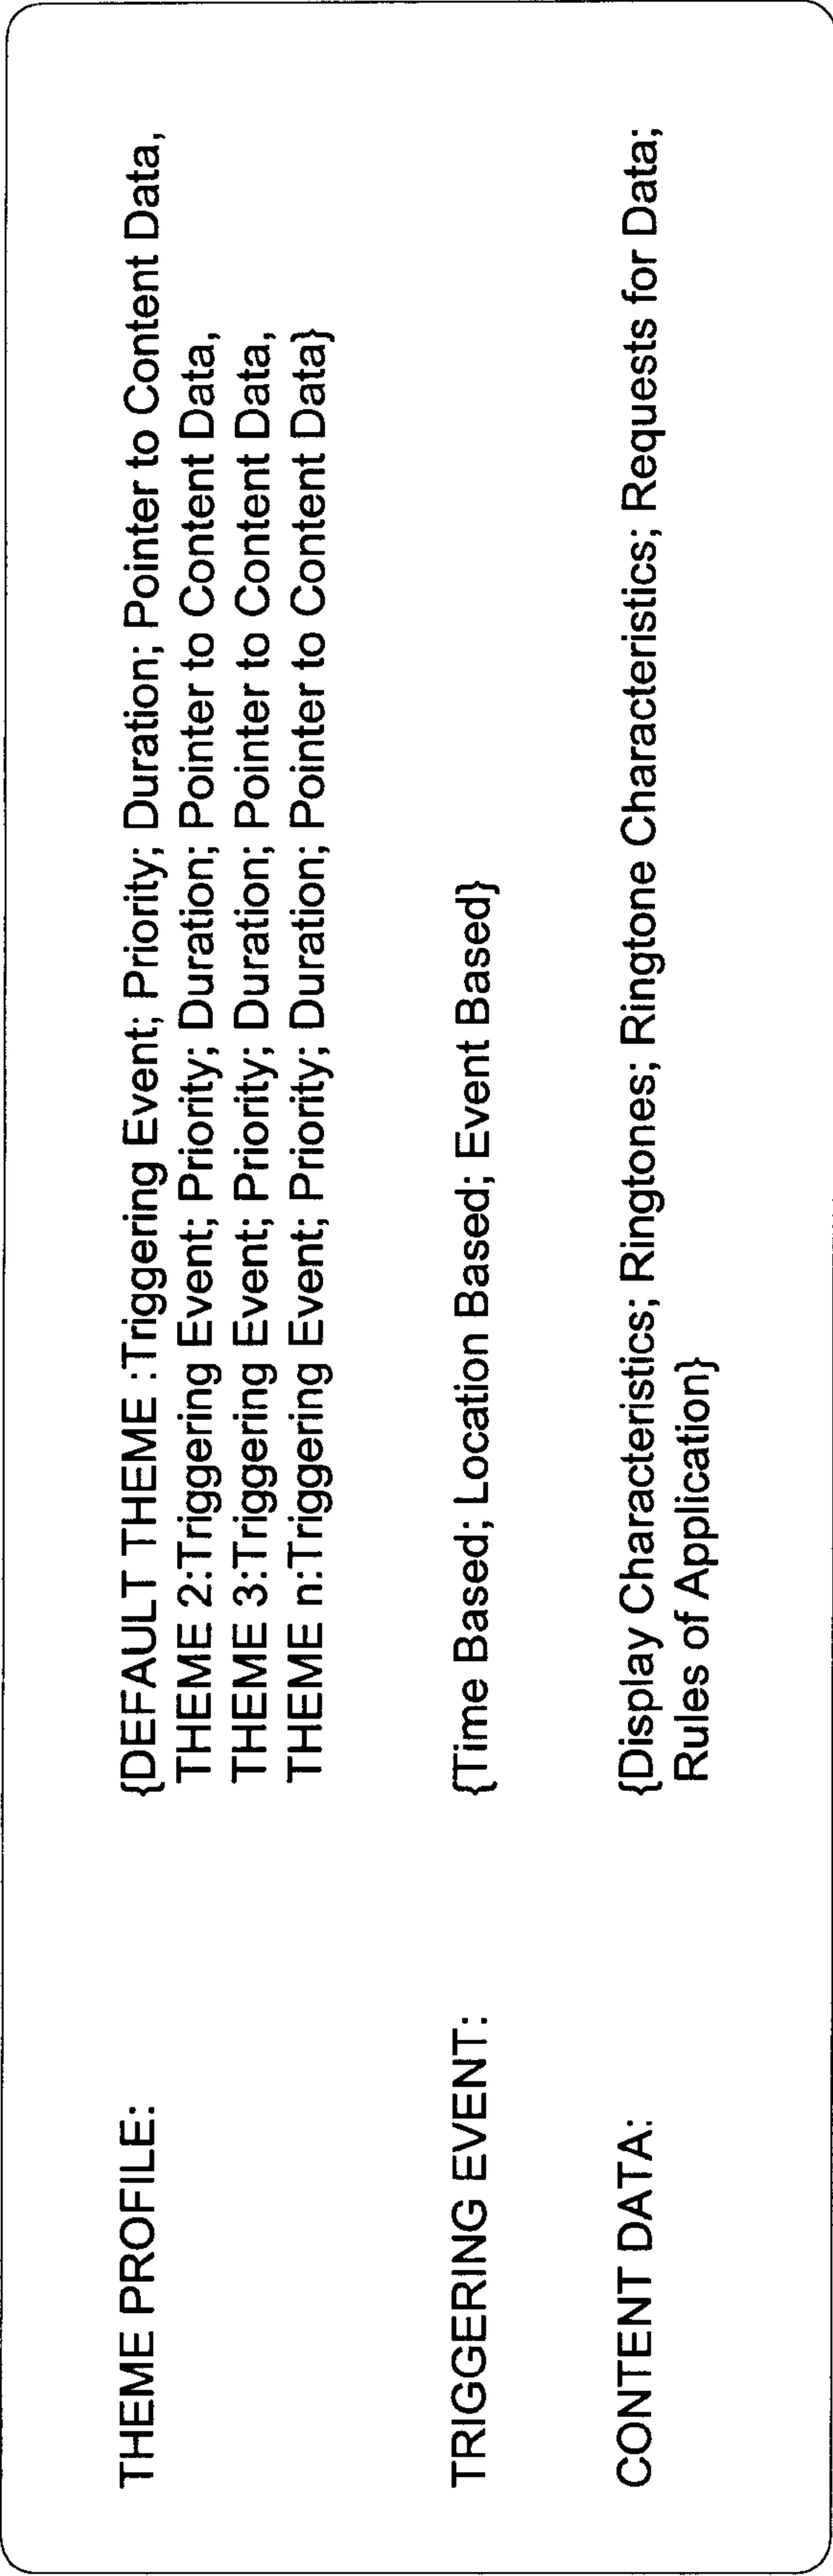 THEME PROFILE: {DEFAULT THEME :Triggering Event; Priority; Duration; Pointer to Content Data,
THEME 2:Triggering Event; Priority; Duration; Pointer to Content Data,
THEME 3:Triggering Event; Priority; Duration; Pointer to Content Data,
THEME n:Triggering Event; Priority; Duration; Pointer to Content Data}
TRIGGERING EVENT: {Time Based; Location Based; Event Based}
CONTENT DATA: {Display Characteristics; Ringtones; Ringtone Characteristics; Requests for Data;
Rules of Application}